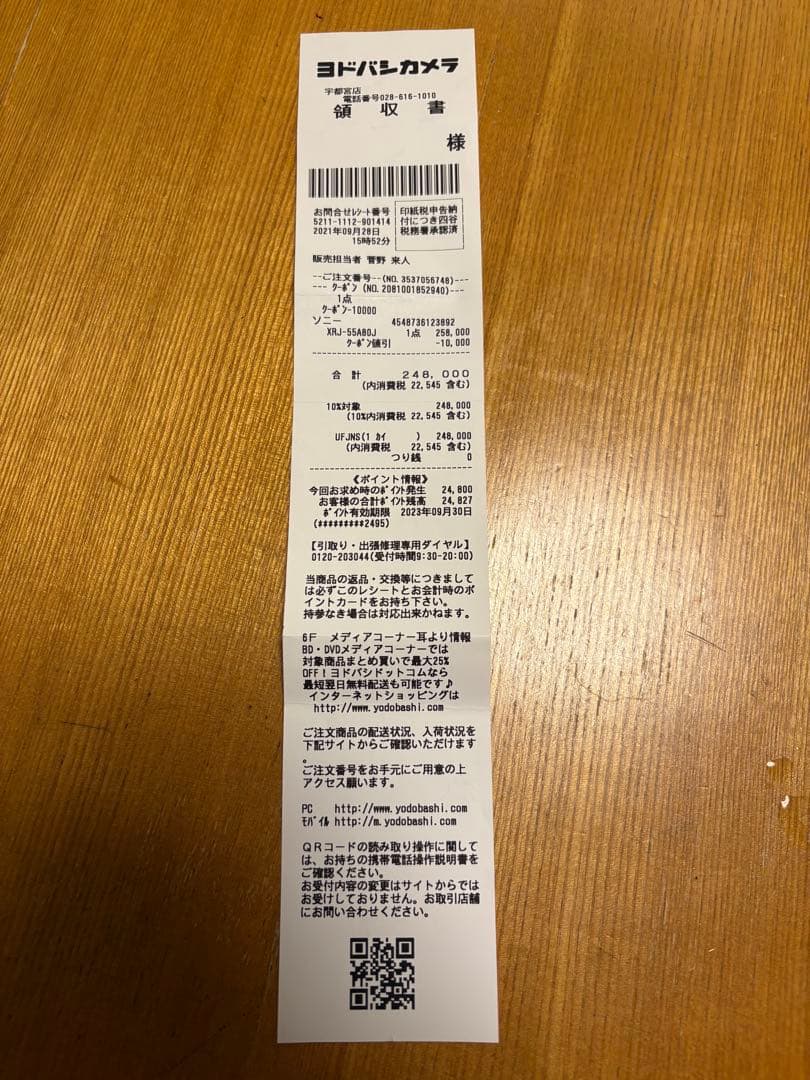 ヨドバシカメラ
宇都宮店
電話番号028-616-1010
領 収 書
様
お問合せﾚｼｰﾄ番号
5211-1112-901414
2021年09月28日
15時52分
印紙税申告納
付につき四谷
税務署承認済
販売担当者 菅野 来人
--ご注文番号--(NO. 3537056748)---
--- ｸｰﾎﾟﾝ (NO. 2081001852940)---
1点
ｸｰﾎﾟﾝ-10000
ソニー 4548736123892
XRJ-55A80J 1点 258,000
ｸｰﾎﾟﾝ値引 -10,000
合 計 248,000
(内消費税 22,545 含む)
10%対象 248,000
(10%内消費税 22,545 含む)
UFJNS(1 ｶｲ ) 248,000
(内消費税 22,545 含む)
つり銭 0
《ポイント情報》
今回お求め時のﾎﾟｲﾝﾄ発生 24,800
お客様の合計ﾎﾟｲﾝﾄ残高 24,827
ﾎﾟｲﾝﾄ有効期限 2023年09月30日
(*********2495)
【引取り・出張修理専用ダイヤル】
0120-203044(受付時間9:30-20:00)
当商品の返品・交換等につきまして
は必ずこのレシートとお会計時のポ
イントカードをお持ち下さい。
持参なき場合は対応出来かねます。
6F メディアコーナー耳より情報
BD・DVDメディアコーナーでは
対象商品まとめ買いで最大25%
OFF！ヨドバシドットコムなら
最短翌日無料配送も可能です♪
インターネットショッピングは
http://www.yodobashi.com
ご注文商品の配送状況、入荷状況を
下記サイトからご確認いただけます
。
ご注文番号をお手元にご用意の上
アクセス願います。
PC http://www.yodobashi.com
ﾓﾊﾞｲﾙ http://m.yodobashi.com
QRコードの読み取り操作に関して
は、お持ちの携帯電話操作説明書を
ご確認ください。
お受付内容の変更はサイトからでは
お受けしておりません。お取引店舗
にお問い合わせください。